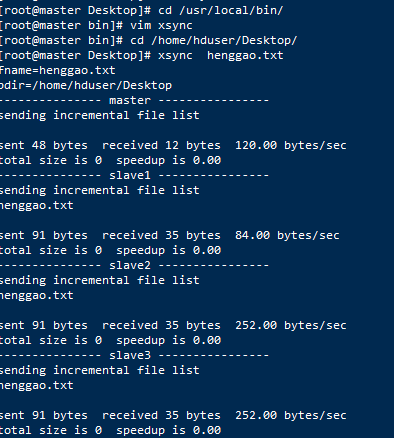 [root@master Desktop]# cd /usr/local/bin/
[root@master bin]# vim xsync
[root@master bin]# cd /home/hduser/Desktop/
[root@master Desktop]# xsync  henggao.txt
fname=henggao.txt
pdir=/home/hduser/Desktop
--------------- master ----------------
sending incremental file list
sent 48 bytes  received 12 bytes  120.00 bytes/sec
total size is 0  speedup is 0.00
--------------- slave1 ----------------
sending incremental file list
henggao.txt
sent 91 bytes  received 35 bytes  84.00 bytes/sec
total size is 0  speedup is 0.00
--------------- slave2 ----------------
sending incremental file list
henggao.txt
sent 91 bytes  received 35 bytes  252.00 bytes/sec
total size is 0  speedup is 0.00
--------------- slave3 ----------------
sending incremental file list
henggao.txt
sent 91 bytes  received 35 bytes  252.00 bytes/sec
total size is 0  speedup is 0.00